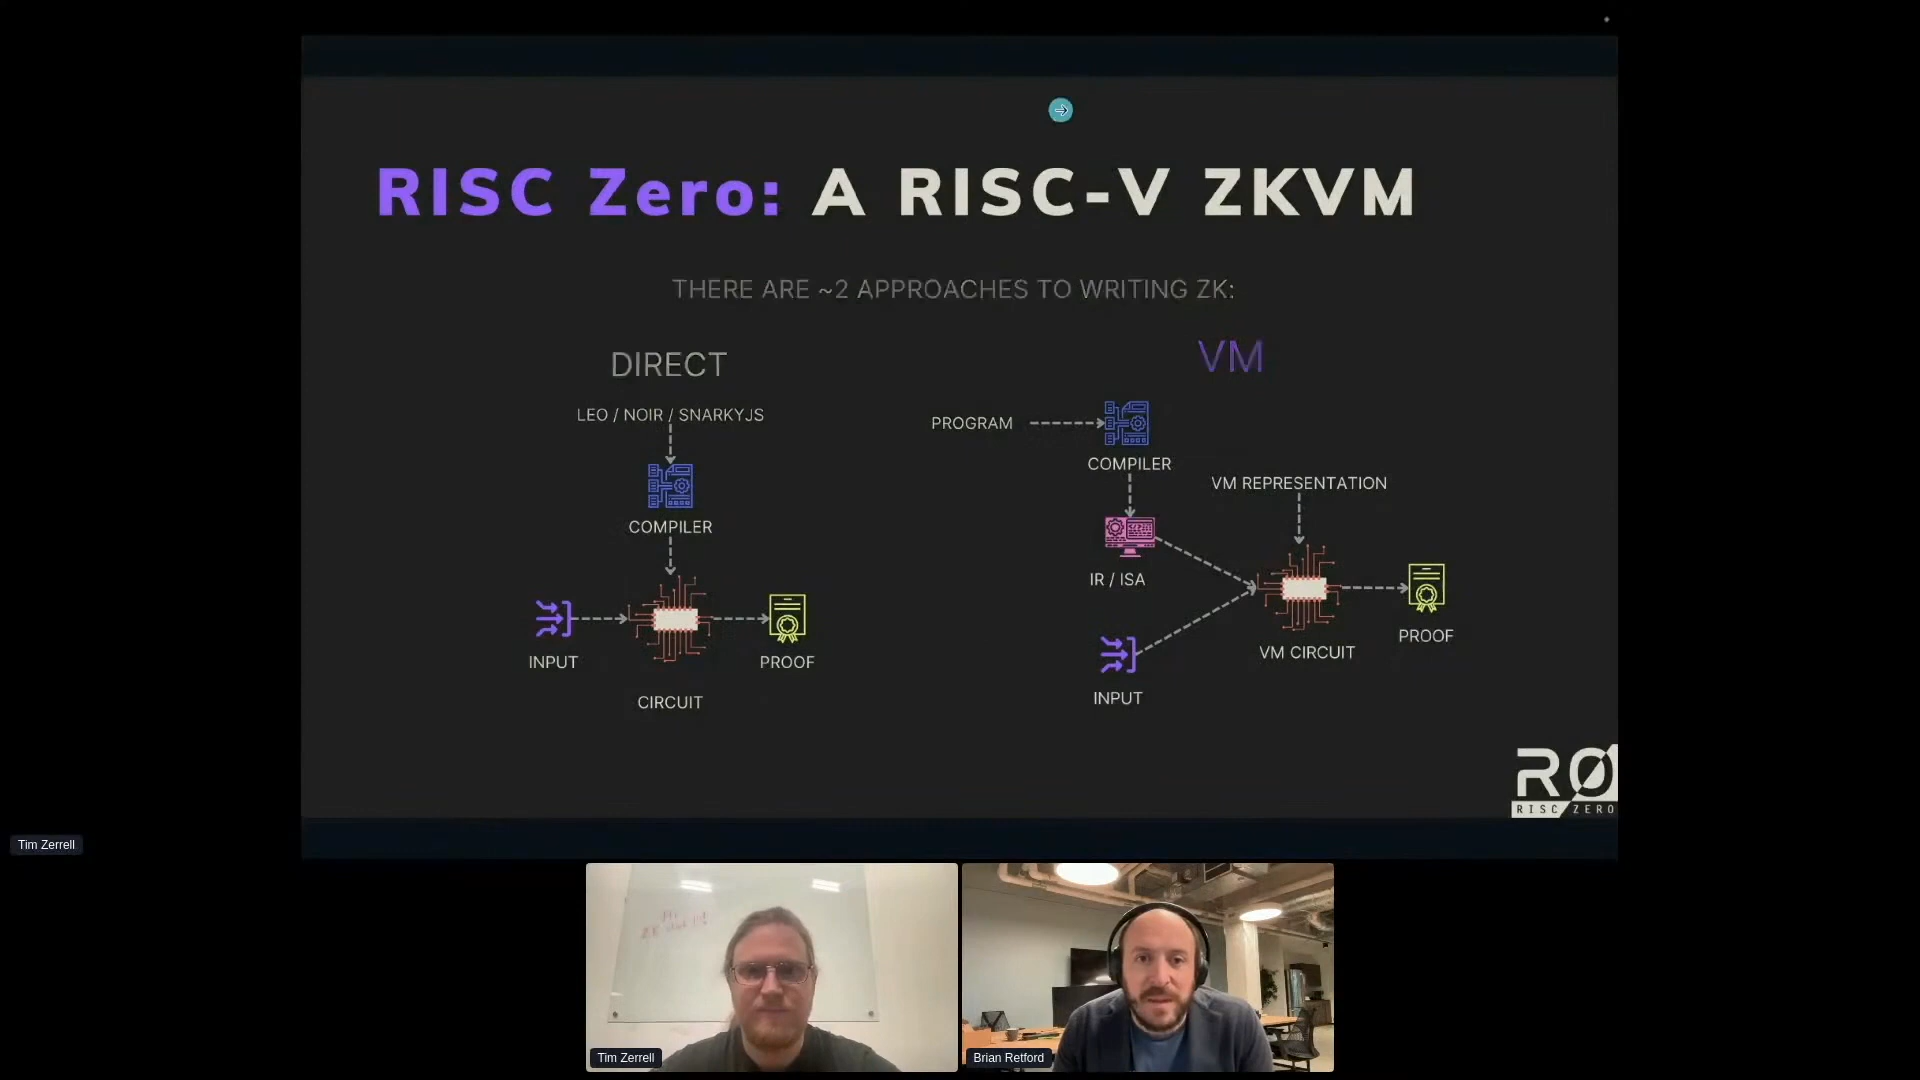 RISC Zero: A RISC-V ZKVM
THERE ARE ~2 APPROACHES TO WRITING ZK:
DIRECT
LEO / NOIR / SNARKYJS
COMPILER
INPUT
PROOF
CIRCUIT
VM
PROGRAM
COMPILER
VM REPRESENTATION
IR / ISA
VM CIRCUIT
PROOF
INPUT
RØ
RISC ZERO
Tim Zerrell
Tim Zerrell
Brian Retford